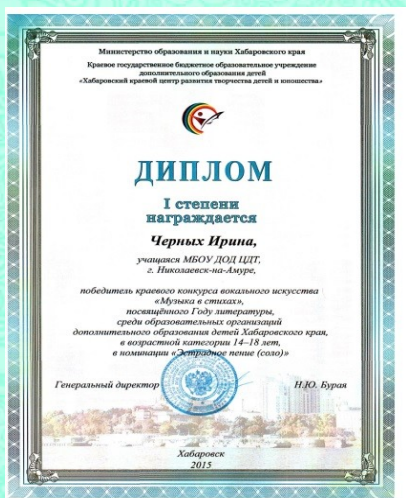 Министерство образования и науки Хабаровского края
Краевое государственное бюджетное образовательное учреждение
дополнительного образования детей
«Хабаровский краевой центр развития творчества детей и юношества»
ДИПЛОМ
I степени
награждается
Черных Ирина,
учащаяся МБОУ ДОД ЦДТ,
г. Николаевск-на-Амуре,
победитель краевого конкурса вокального искусства
«Музыка в стихах»,
посвящённого Году литературы,
среди образовательных организаций
дополнительного образования детей Хабаровского края,
в возрастной категории 14–18 лет,
в номинации «Эстрадное пение (соло)»
Генеральный директор Н.Ю. Бурая
Хабаровск
2015